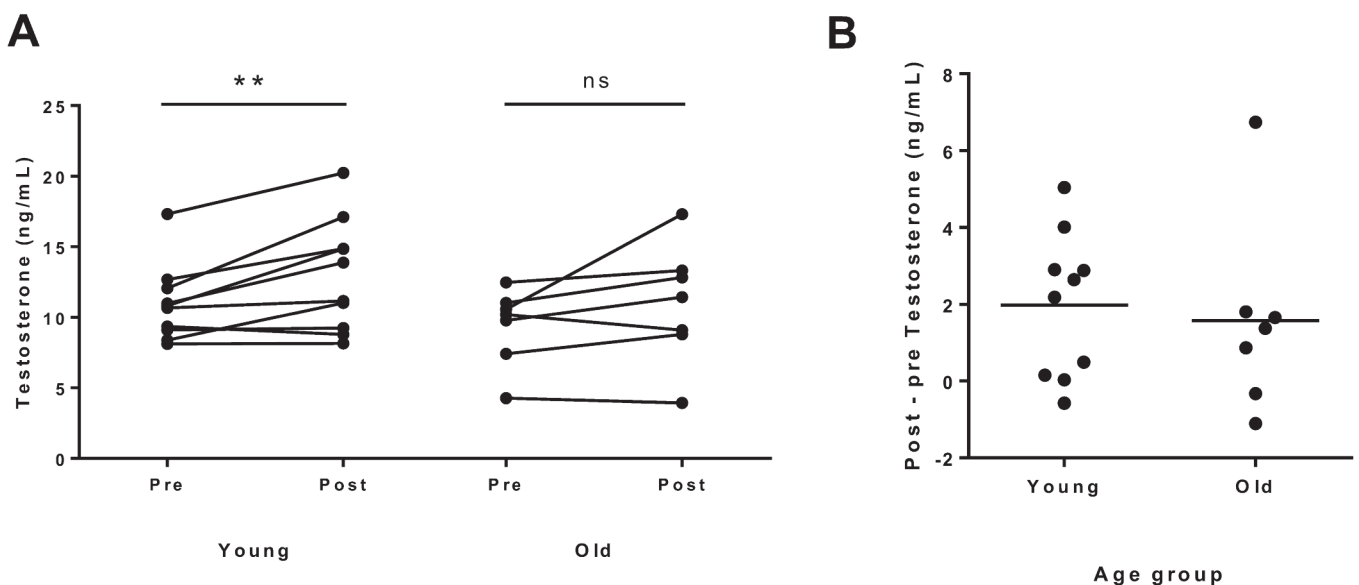 A
B
** ns
25
20
15
10
5
0
Testosterone (ng/mL)
Pre Post Pre Post
Young Old
8
6
4
2
0
-2
Post - pre Testosterone (ng/mL)
Young Old
Age group